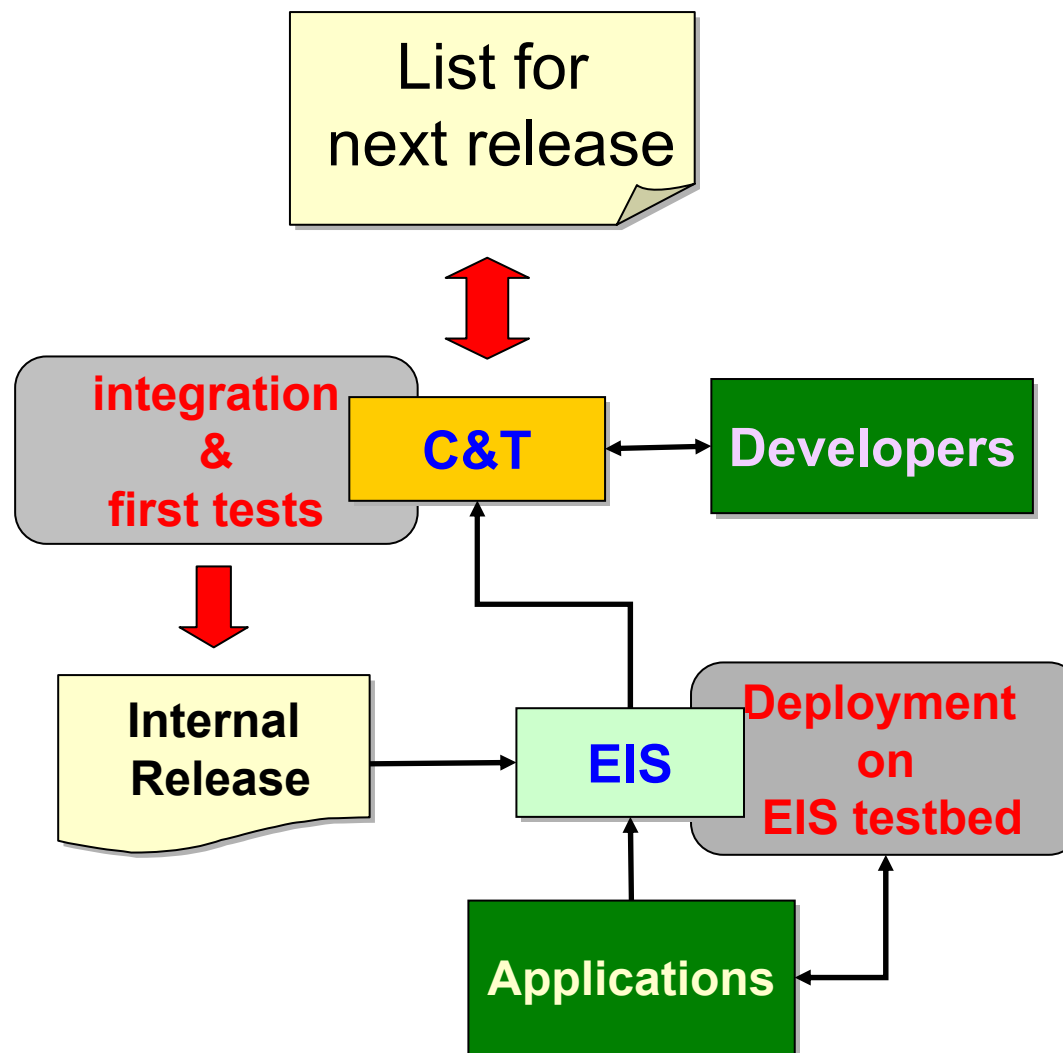 List for
next release
integration
&
first tests
C&T
Developers
Internal
Release
EIS
Deployment
on
EIS testbed
Applications